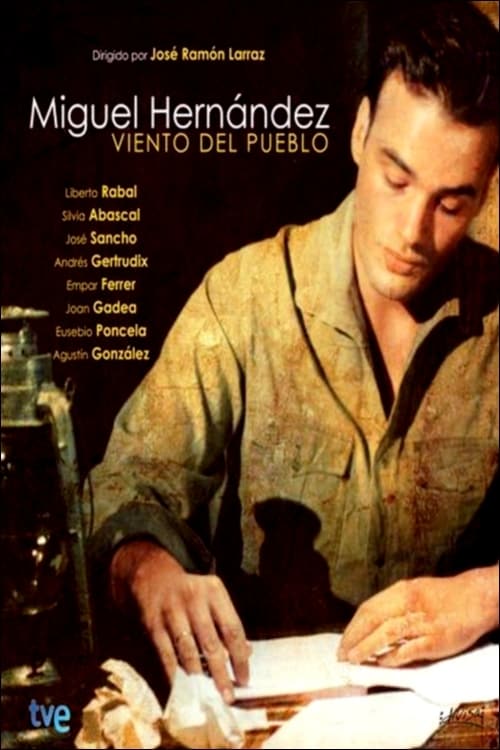 Dirigido por José Ramón Larraz
Miguel Hernández
VIENTO DEL PUEBLO
Liberto Rabal
Silvia Abascal
José Sancho
Andrés Gertrudix
Empar Ferrer
Joan Gadea
Eusebio Poncela
Agustín González
tve